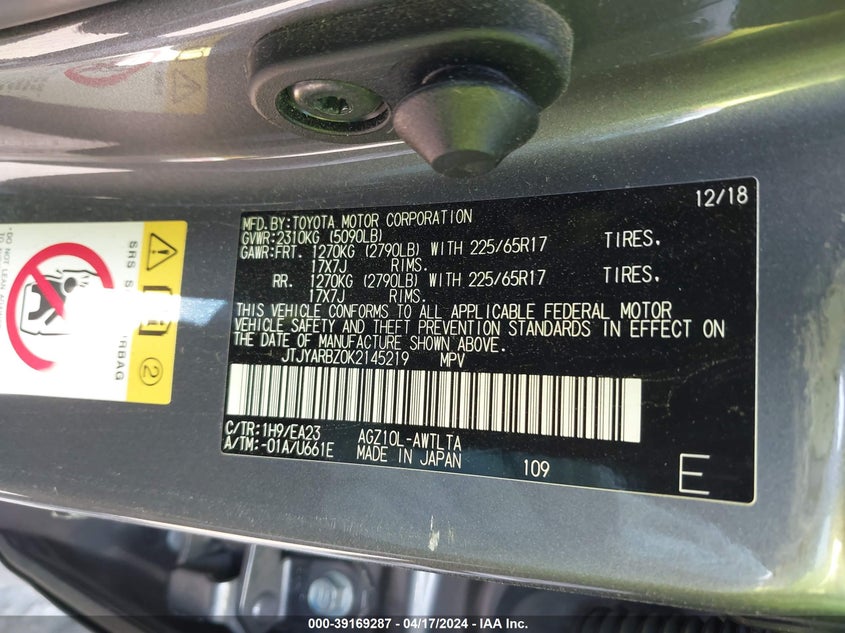 12/18
MFD.BY:TOYOTA MOTOR CORPORATION
GVWR:2310KG (5090LB)
GAWR:FRT. 1270KG (2790LB) WITH 225/65R17 TIRES,
17X7J RIMS.
RR. 1270KG (2790LB) WITH 225/65R17 TIRES,
17X7J RIMS.
THIS VEHICLE CONFORMS TO ALL APPLICABLE FEDERAL MOTOR
VEHICLE SAFETY AND THEFT PREVENTION STANDARDS IN EFFECT ON
THE DATE OF MANUFACTURE SHOWN ABOVE.
JTJYARBZ0K2145219 MPV
C/TR:1H9/EA23 AGZ10L-AWTLTA
A/TM:-01A/U661E MADE IN JAPAN 109
E
SRS
2
000-39169287 - 04/17/2024 - IAA Inc.